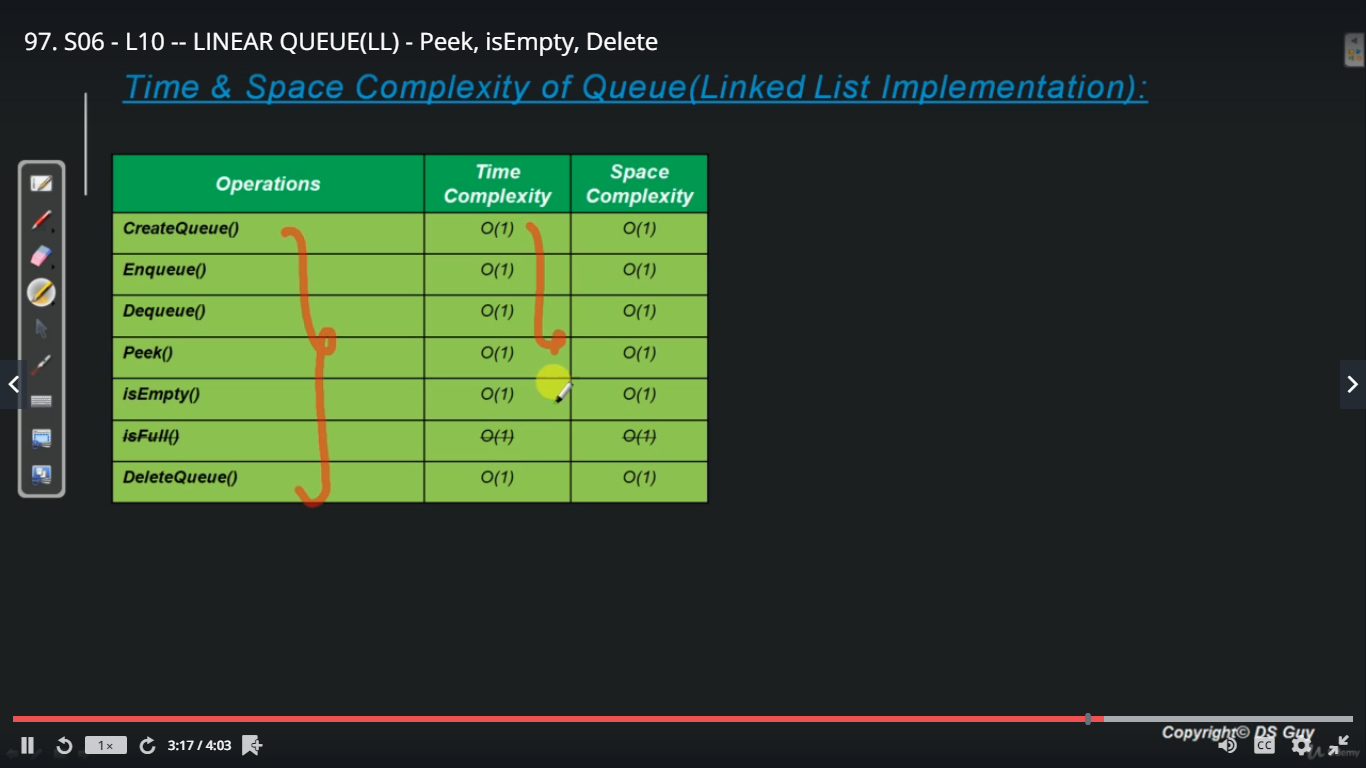 97. S06 - L10 -- LINEAR QUEUE(LL) - Peek, isEmpty, Delete
Time & Space Complexity of Queue(Linked List Implementation):
Operations Time Complexity Space Complexity
CreateQueue() O(1) O(1)
Enqueue() O(1) O(1)
Dequeue() O(1) O(1)
Peek() O(1) O(1)
isEmpty() O(1) O(1)
isFull() O(1) O(1)
DeleteQueue() O(1) O(1)
Copyright© DS Guy
1× 3:17 / 4:03 CC